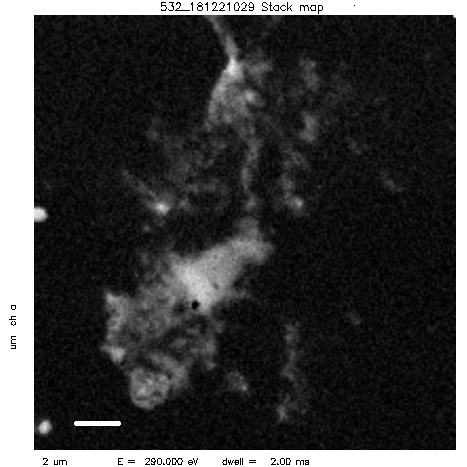 532_181221029 Stack map
um ch a
2 um E = 290.000 eV dwell = 2.00 ms